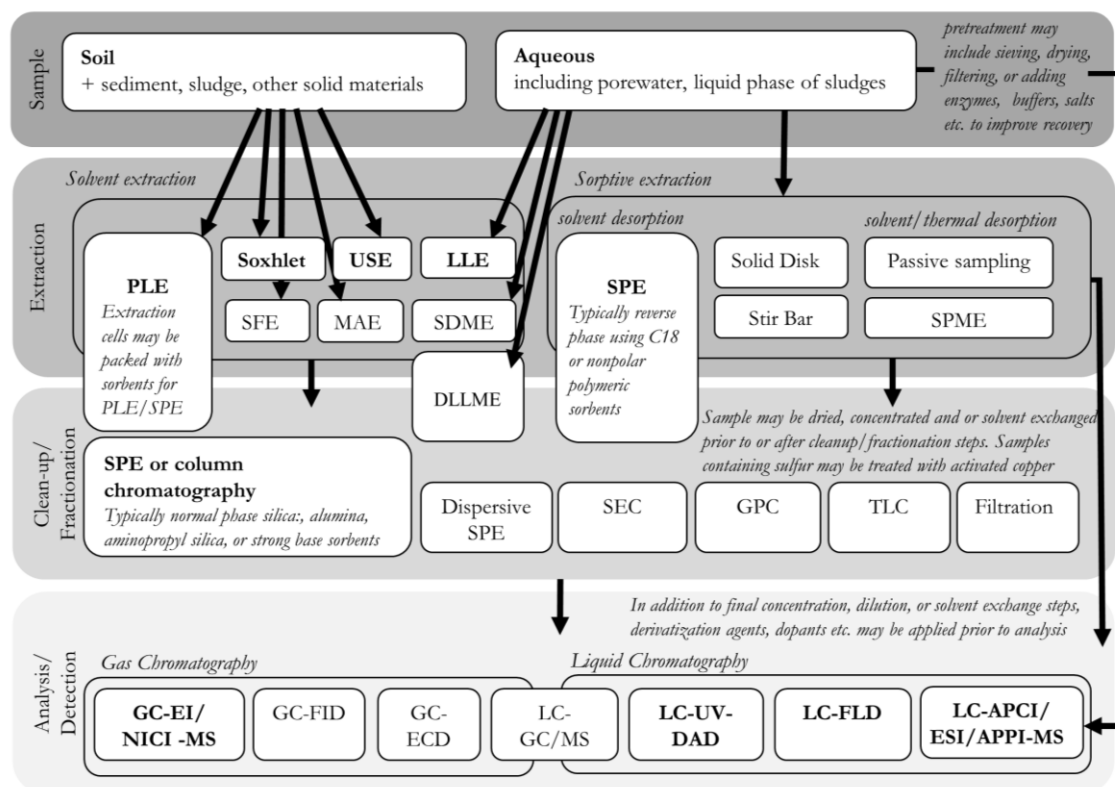 Sample
Soil
+ sediment, sludge, other solid materials
Aqueous
including porewater, liquid phase of sludges
pretreatment may
include sieving, drying,
filtering, or adding
enzymes, buffers, salts
etc. to improve recovery
Extraction
Solvent extraction
PLE
Extraction
cells may be
packed with
sorbents for
PLE/SPE
Soxhlet
USE
LLE
SFE
MAE
SDME
DLLME
Sorptive extraction
solvent desorption
SPE
Typically reverse
phase using C18
or nonpolar
polymeric
sorbents
solvent/thermal desorption
Solid Disk
Passive sampling
Stir Bar
SPME
Clean-up/
Fractionation
Sample may be dried, concentrated and or solvent exchanged
prior to or after cleanup/fractionation steps. Samples
containing sulfur may be treated with activated copper
SPE or column
chromatography
Typically normal phase silica:, alumina,
aminopropyl silica, or strong base sorbents
Dispersive
SPE
SEC
GPC
TLC
Filtration
Analysis/
Detection
In addition to final concentration, dilution, or solvent exchange steps,
derivatization agents, dopants etc. may be applied prior to analysis
Gas Chromatography
GC-EI/
NICI -MS
GC-FID
GC-
ECD
LC-
GC/MS
Liquid Chromatography
LC-UV-
DAD
LC-FLD
LC-APCI/
ESI/APPI-MS